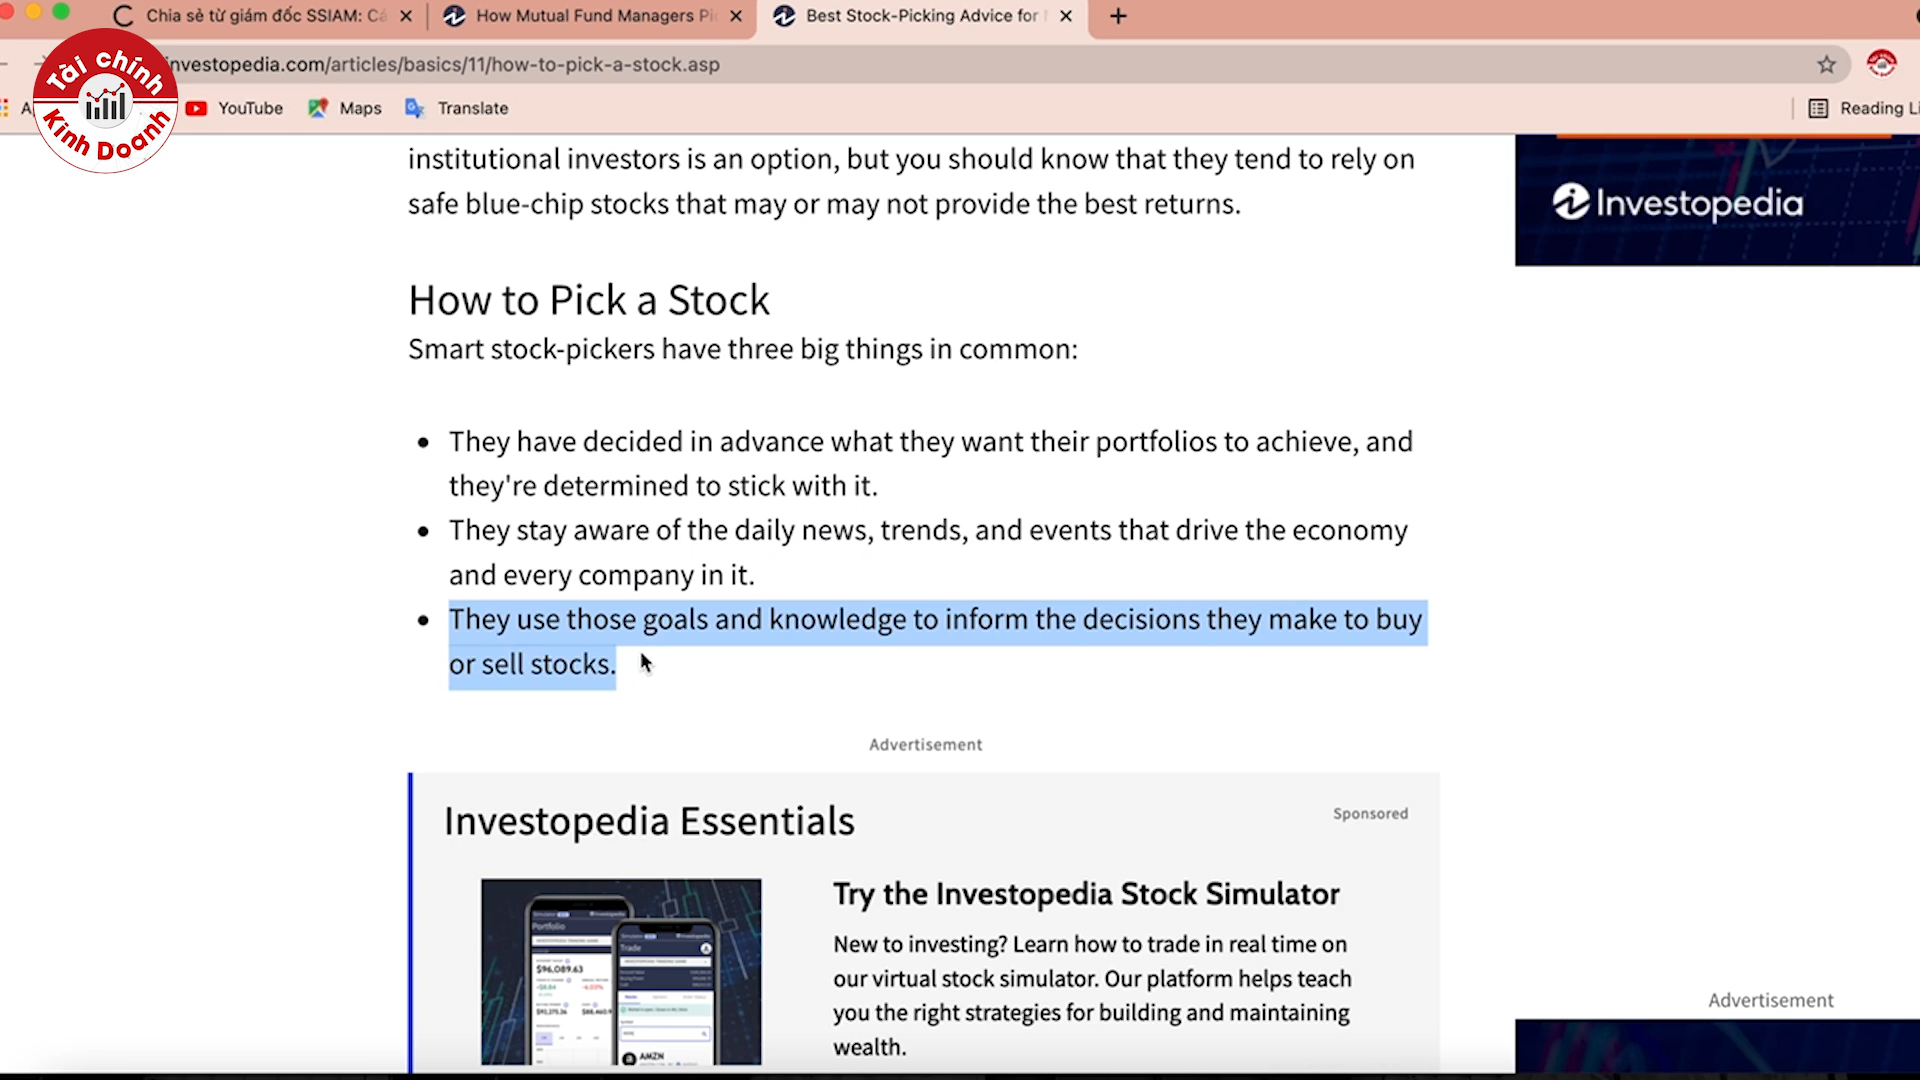 Chia sẻ từ giám đốc SSIAM: Cá
How Mutual Fund Managers Pi
Best Stock-Picking Advice for
Tài chính
Kinh Doanh
investopedia.com/articles/basics/11/how-to-pick-a-stock.asp
YouTube
Maps
Translate
Reading Li
institutional investors is an option, but you should know that they tend to rely on
safe blue-chip stocks that may or may not provide the best returns.
Investopedia
How to Pick a Stock
Smart stock-pickers have three big things in common:
They have decided in advance what they want their portfolios to achieve, and
they're determined to stick with it.
They stay aware of the daily news, trends, and events that drive the economy
and every company in it.
They use those goals and knowledge to inform the decisions they make to buy
or sell stocks.
Advertisement
Investopedia Essentials
Sponsored
Try the Investopedia Stock Simulator
New to investing? Learn how to trade in real time on
our virtual stock simulator. Our platform helps teach
you the right strategies for building and maintaining
wealth.
Portfolio
$96,089.63
Trade
AMZN
Advertisement